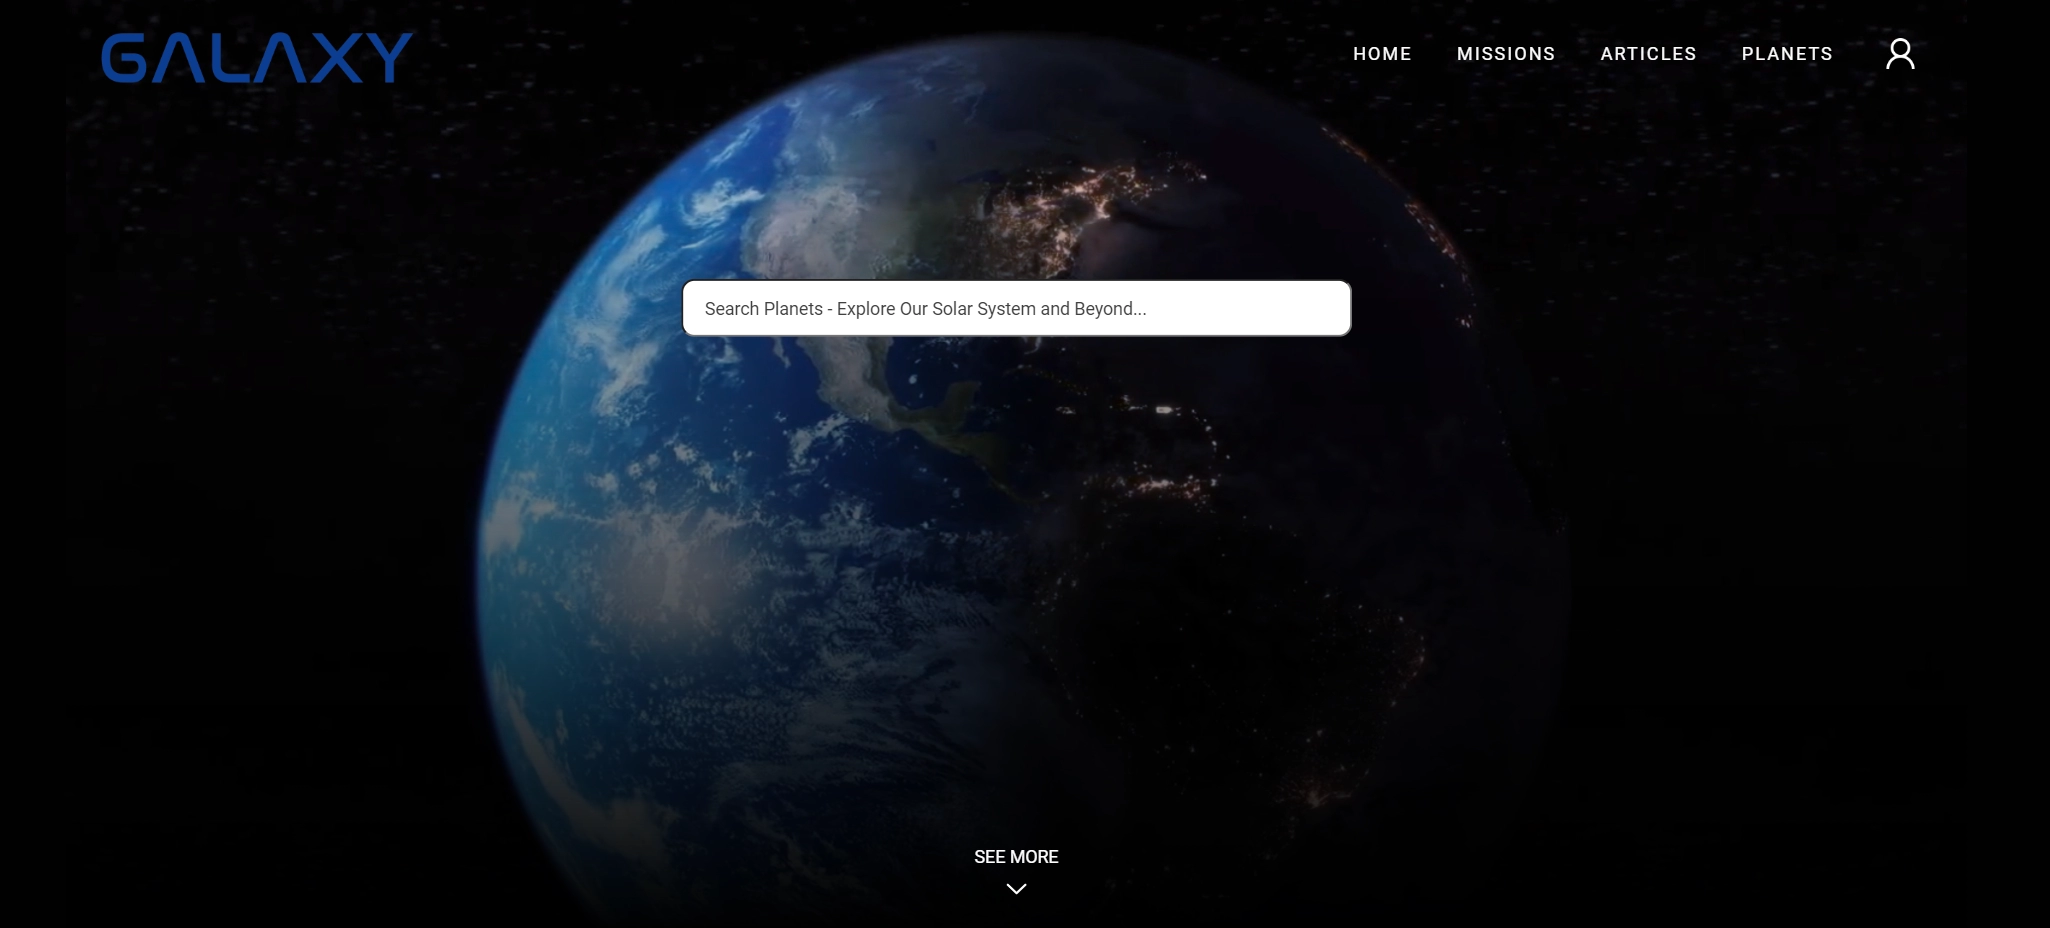 GALAXY
HOME MISSIONS ARTICLES PLANETS
Search Planets - Explore Our Solar System and Beyond...
SEE MORE